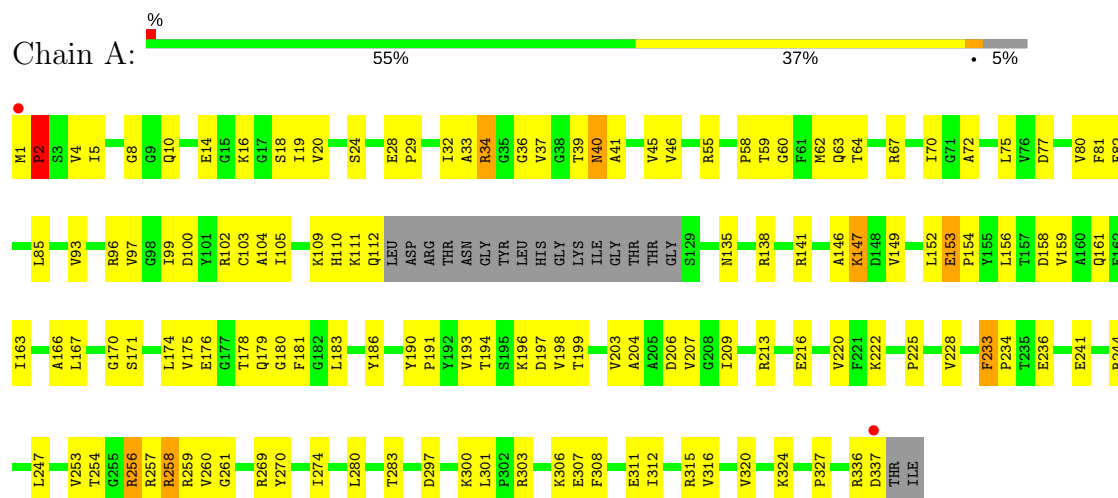 %
Chain A:
55% 37% • 5%
M1 P2 S3 V4 I5 G8 G9 Q10 E14 G15 K16 G17 S18 I19 V20 S24 E28 P29 I32 A33 R34 G35 G36 V37 G38 T39 N40 A41 V45 V46 R55 P58 T59 G60 F61 M62 Q63 T64 R67 I70 G71 A72 L75 V76 D77 V80 F81 E82
L85 V93 R96 V97 G98 I99 D100 Y101 R102 C103 A104 I105 K109 H110 K111 Q112 LEU ASP ARG THR ASN GLY TYR LEU HIS GLY LYS ILE GLY THR THR GLY S129 N135 R138 R141 A146 K147 D148 V149 L152 E153 P154 Y155 L156 T157 D158 V159 A160 Q161 E162
I163 A166 L167 G170 S171 L174 V175 E176 G177 T178 Q179 G180 F181 G182 L183 Y186 Y190 P191 Y192 V193 T194 S195 K196 D197 V198 T199 V203 A204 A205 D206 V207 G208 I209 R213 E216 V220 F221 K222 P225 V228 F233 P234 T235 E236 E241 R244
L247 V253 T254 G255 R256 R257 R258 R259 V260 G261 R269 Y270 I274 L280 T283 D297 K300 L301 P302 R303 K306 E307 F308 E311 I312 R315 V316 V320 K324 P327 R336 D337 THR ILE